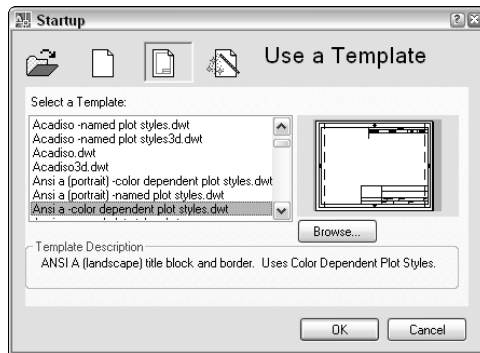 Startup
Use a Template
Select a Template:
Acadiso -named plot styles.dwt
Acadiso -named plot styles3d.dwt
Acadiso.dwt
Acadiso3d.dwt
Ansi a (portrait) -color dependent plot styles.dwt
Ansi a (portrait) -named plot styles.dwt
Ansi a -color dependent plot styles.dwt
Browse...
Template Description
ANSI A (landscape) title block and border. Uses Color Dependent Plot Styles.
OK
Cancel